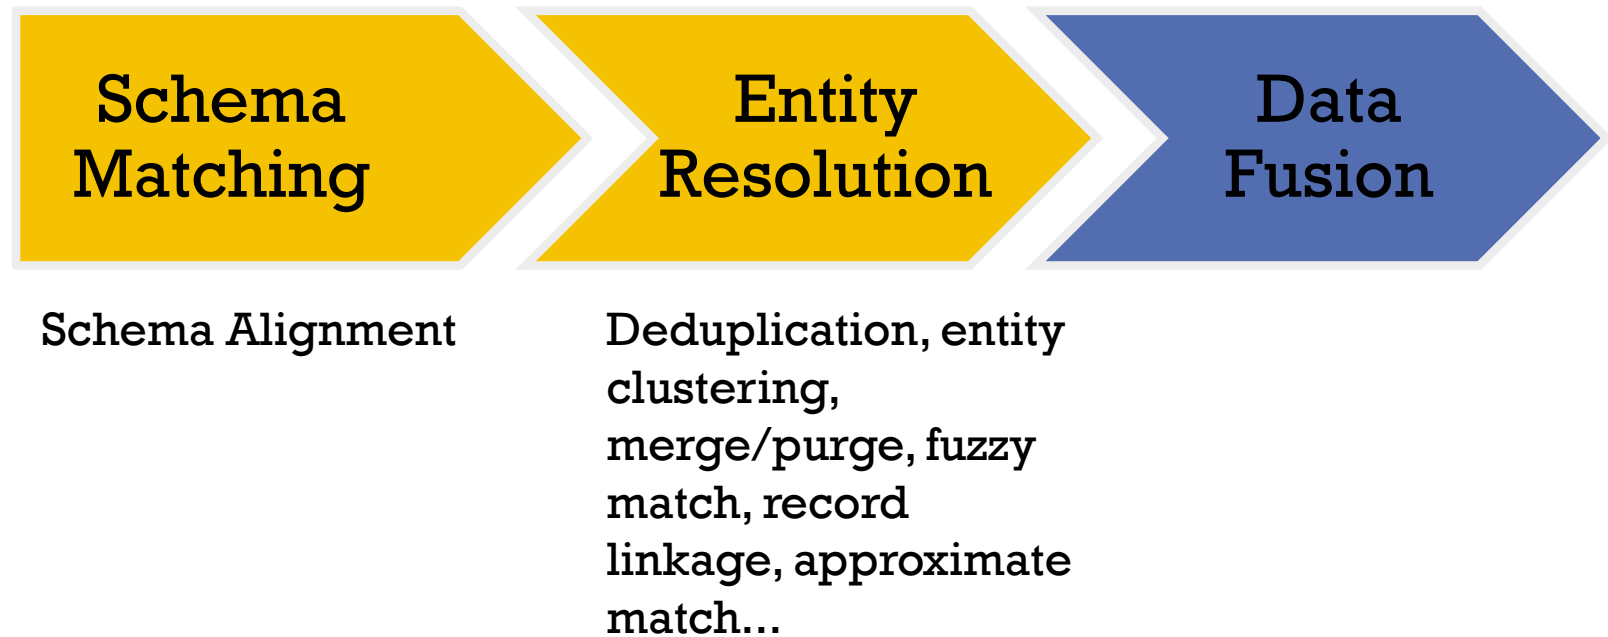 Schema
Matching
Entity
Resolution
Data
Fusion
Schema Alignment
Deduplication, entity
clustering,
merge/purge, fuzzy
match, record
linkage, approximate
match...